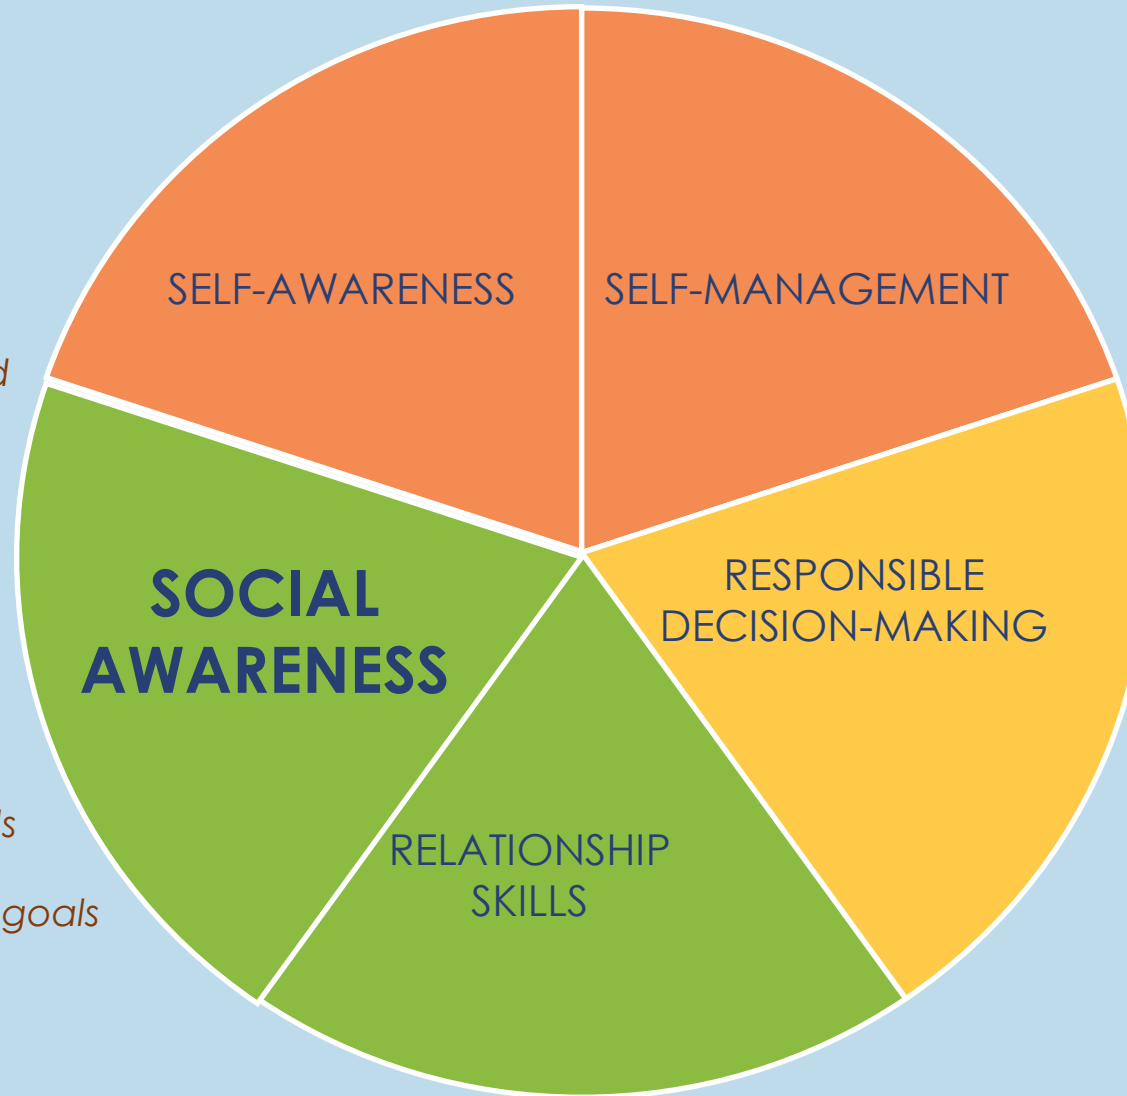 SELF-AWARENESS
SELF-MANAGEMENT
SOCIAL
AWARENESS
RESPONSIBLE
DECISION-MAKING
RELATIONSHIP
SKILLS
goals